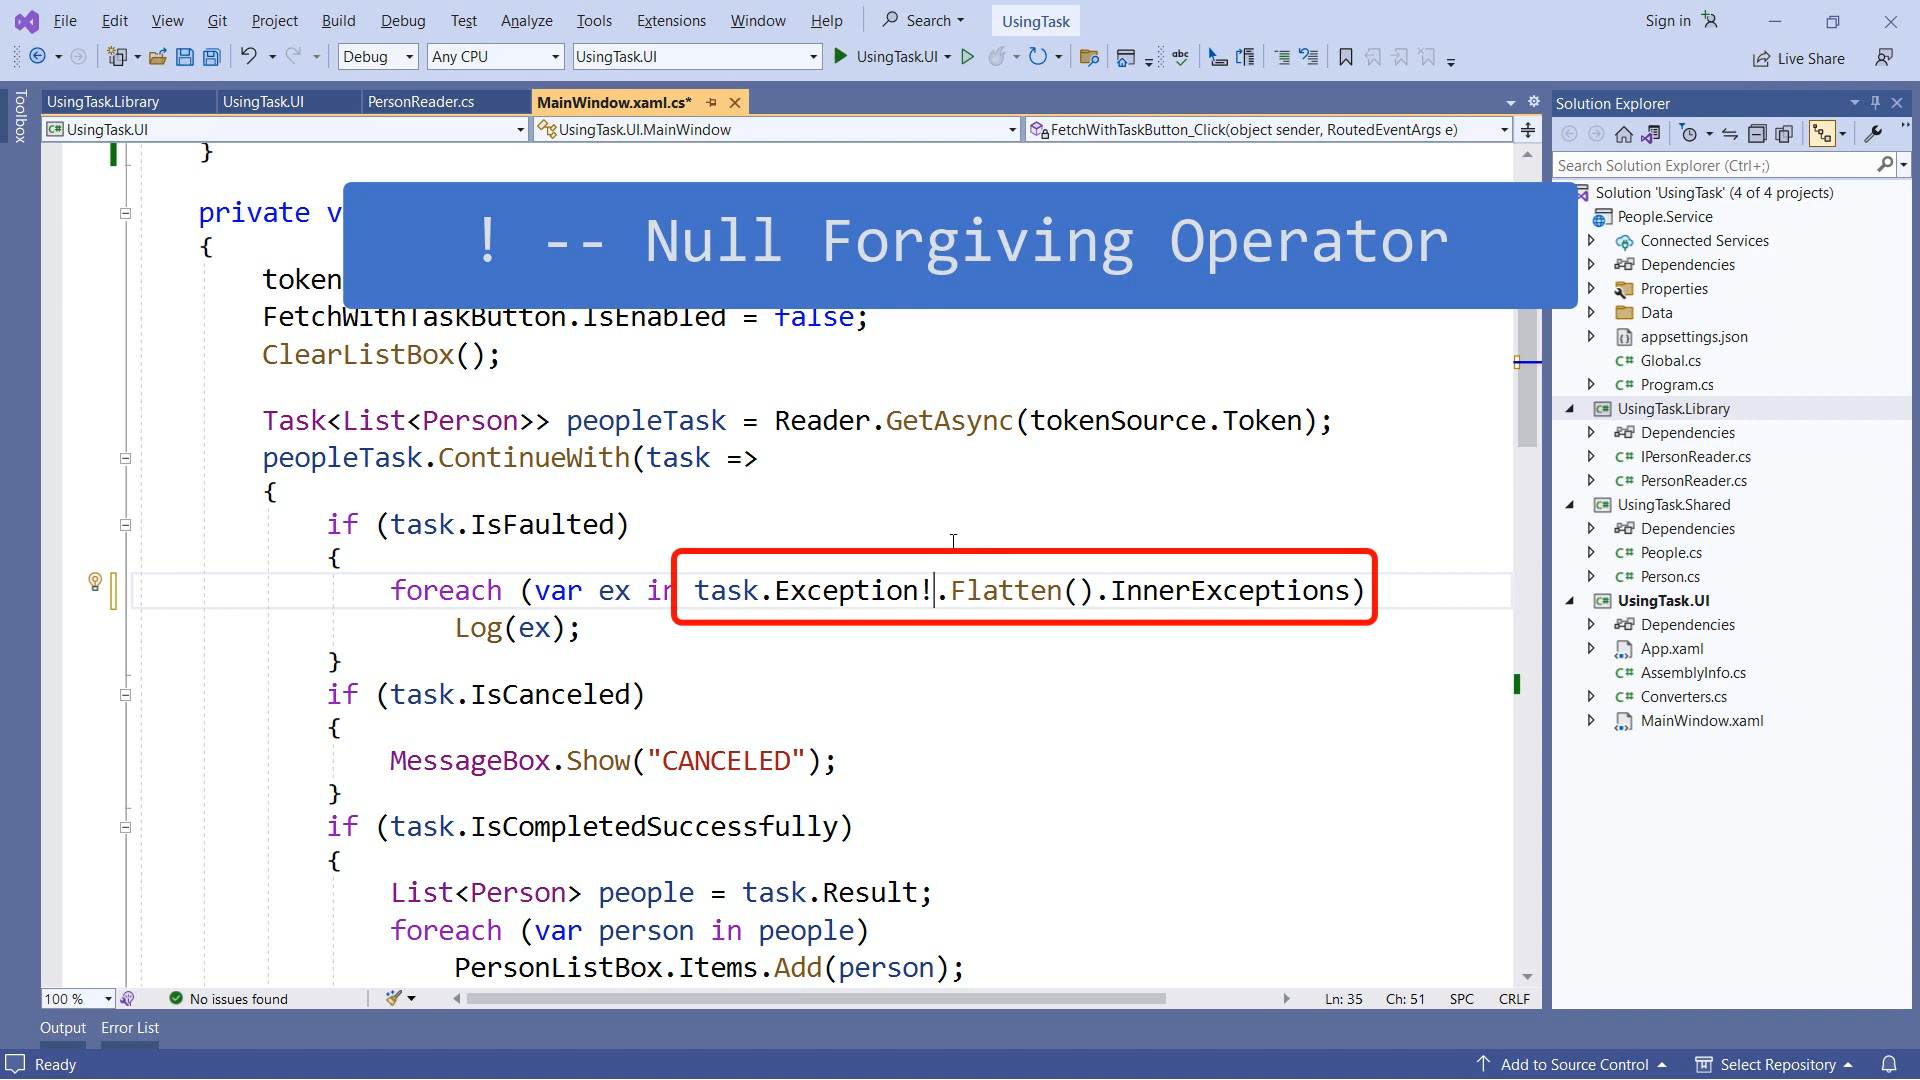 File Edit View Git Project Build Debug Test Analyze Tools Extensions Window Help Search UsingTask Sign in
Debug Any CPU UsingTask.UI UsingTask.UI Live Share
Toolbox
UsingTask.Library UsingTask.UI PersonReader.cs MainWindow.xaml.cs*
UsingTask.UI UsingTask.UI.MainWindow FetchWithTaskButton_Click(object sender, RoutedEventArgs e)
}
private v
! -- Null Forgiving Operator
{
token
FetchWithTaskButton.IsEnabled = false;
ClearListBox();
Task<List<Person>> peopleTask = Reader.GetAsync(tokenSource.Token);
peopleTask.ContinueWith(task =>
{
if (task.IsFaulted)
{
foreach (var ex in task.Exception!.Flatten().InnerExceptions)
Log(ex);
}
if (task.IsCanceled)
{
MessageBox.Show("CANCELED");
}
if (task.IsCompletedSuccessfully)
{
List<Person> people = task.Result;
foreach (var person in people)
PersonListBox.Items.Add(person);
100 % No issues found Ln: 35 Ch: 51 SPC CRLF
Solution Explorer
Search Solution Explorer (Ctrl+;)
Solution 'UsingTask' (4 of 4 projects)
People.Service
Connected Services
Dependencies
Properties
Data
appsettings.json
C# Global.cs
C# Program.cs
UsingTask.Library
Dependencies
C# IPersonReader.cs
C# PersonReader.cs
UsingTask.Shared
Dependencies
C# People.cs
C# Person.cs
UsingTask.UI
Dependencies
App.xaml
C# AssemblyInfo.cs
C# Converters.cs
MainWindow.xaml
Output Error List
Ready Add to Source Control Select Repository